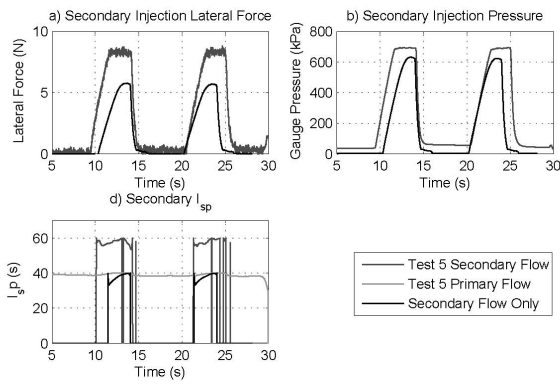 a) Secondary Injection Lateral Force
Lateral Force (N)
10
5
0
5 10 15 20 25 30
Time (s)
b) Secondary Injection Pressure
Gauge Pressure (kPa)
800
600
400
200
0
5 10 15 20 25 30
Time (s)
d) Secondary Isp
Isp (s)
60
40
20
0
5 10 15 20 25 30
Time (s)
Test 5 Secondary Flow
Test 5 Primary Flow
Secondary Flow Only